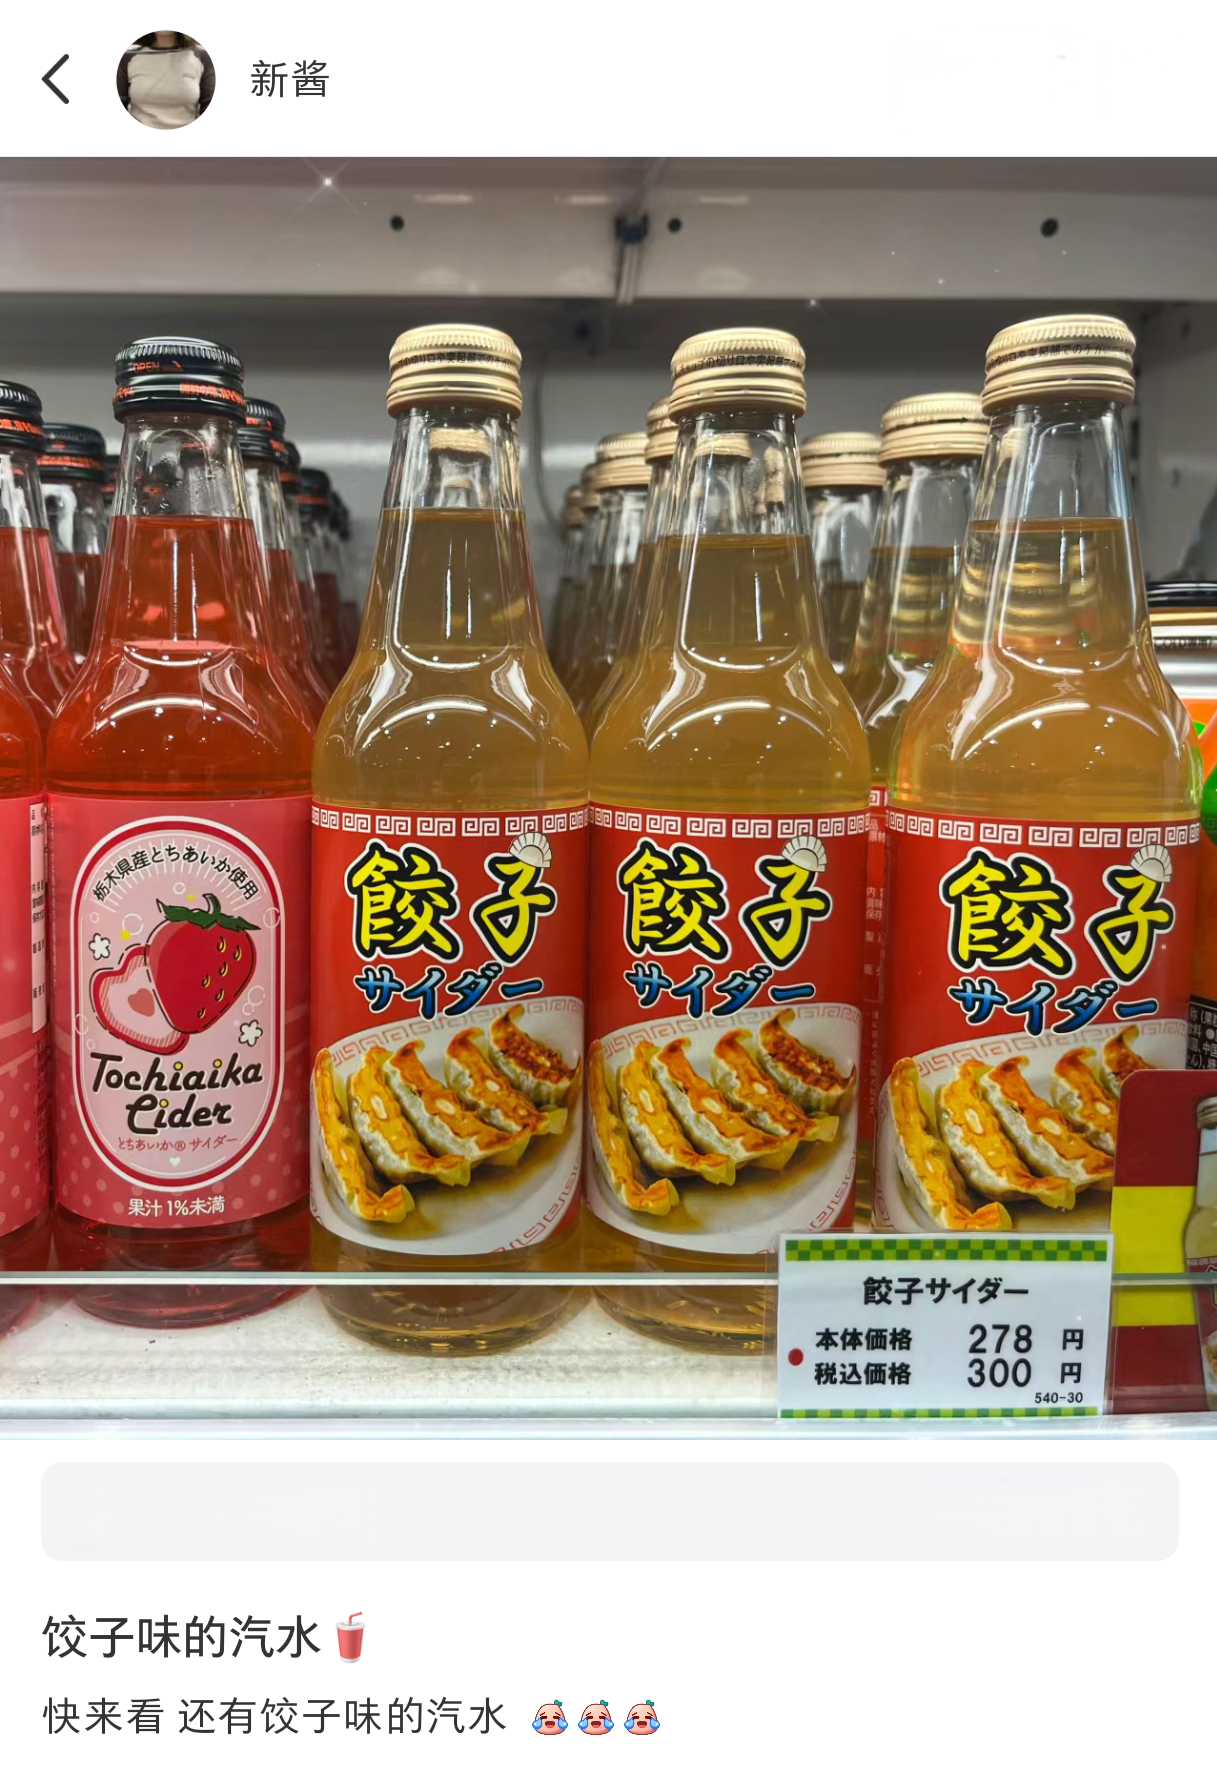 新酱
OPEN
栃木県産とちあいか使用
Tochiaika
Cider
とちあいか® サイダー
果汁 1%未満
餃子
サイダー
餃子
サイダー
餃子
サイダー
餃子サイダー
本体価格 278 円
税込価格 300 円
540-30
饺子味的汽水
快来看 还有饺子味的汽水